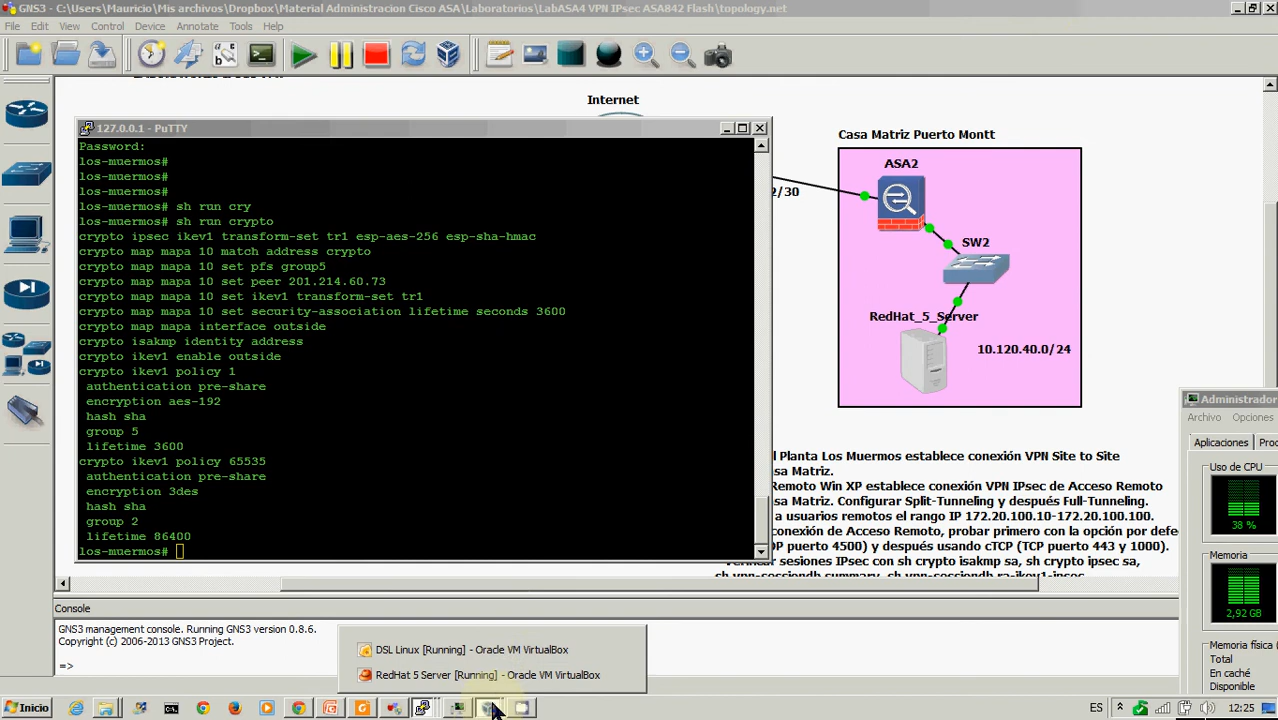 GNS3 - C:\Users\Mauricio\Mis archivos\Dropbox\Material Administracion Cisco ASA\Laboratorios\LabASA4 VPN IPsec ASA842 Flash\topology.net
File Edit View Control Device Annotate Tools Help
Internet
127.0.0.1 - PuTTY
Password:
los-muermos#
los-muermos#
los-muermos#
los-muermos# sh run cry
los-muermos# sh run crypto
crypto ipsec ikev1 transform-set tr1 esp-aes-256 esp-sha-hmac
crypto map mapa 10 match address crypto
crypto map mapa 10 set pfs group5
crypto map mapa 10 set peer 201.214.60.73
crypto map mapa 10 set ikev1 transform-set tr1
crypto map mapa 10 set security-association lifetime seconds 3600
crypto map mapa interface outside
crypto isakmp identity address
crypto ikev1 enable outside
crypto ikev1 policy 1
authentication pre-share
encryption aes-192
hash sha
group 5
lifetime 3600
crypto ikev1 policy 65535
authentication pre-share
encryption 3des
hash sha
group 2
lifetime 86400
los-muermos#
2/30
Casa Matriz Puerto Montt
ASA2
SW2
RedHat_5_Server
10.120.40.0/24
l Planta Los Muermos establece conexión VPN Site to Site
sa Matriz.
Remoto Win XP establece conexión VPN IPsec de Acceso Remoto
sa Matriz. Configurar Split-Tunneling y después Full-Tunneling.
a usuarios remotos el rango IP 172.20.100.10-172.20.100.100.
conexión de Acceso Remoto, probar primero con la opción por defe
DP puerto 4500) y después usando cTCP (TCP puerto 443 y 1000).
Verificar sesiones IPsec con sh crypto isakmp sa, sh crypto ipsec sa,
sh vpn-sessiondb summary, sh vpn-sessiondb ra-ikev1-ipsec
Administrador
Archivo Opciones
Aplicaciones Proc
Uso de CPU
38 %
Memoria
2,92 GB
Memoria física
Total
En caché
Disponible
Console
GNS3 management console. Running GNS3 version 0.8.6.
Copyright (c) 2006-2013 GNS3 Project.
=>
DSL Linux [Running] - Oracle VM VirtualBox
RedHat 5 Server [Running] - Oracle VM VirtualBox
Inicio
ES
12:25